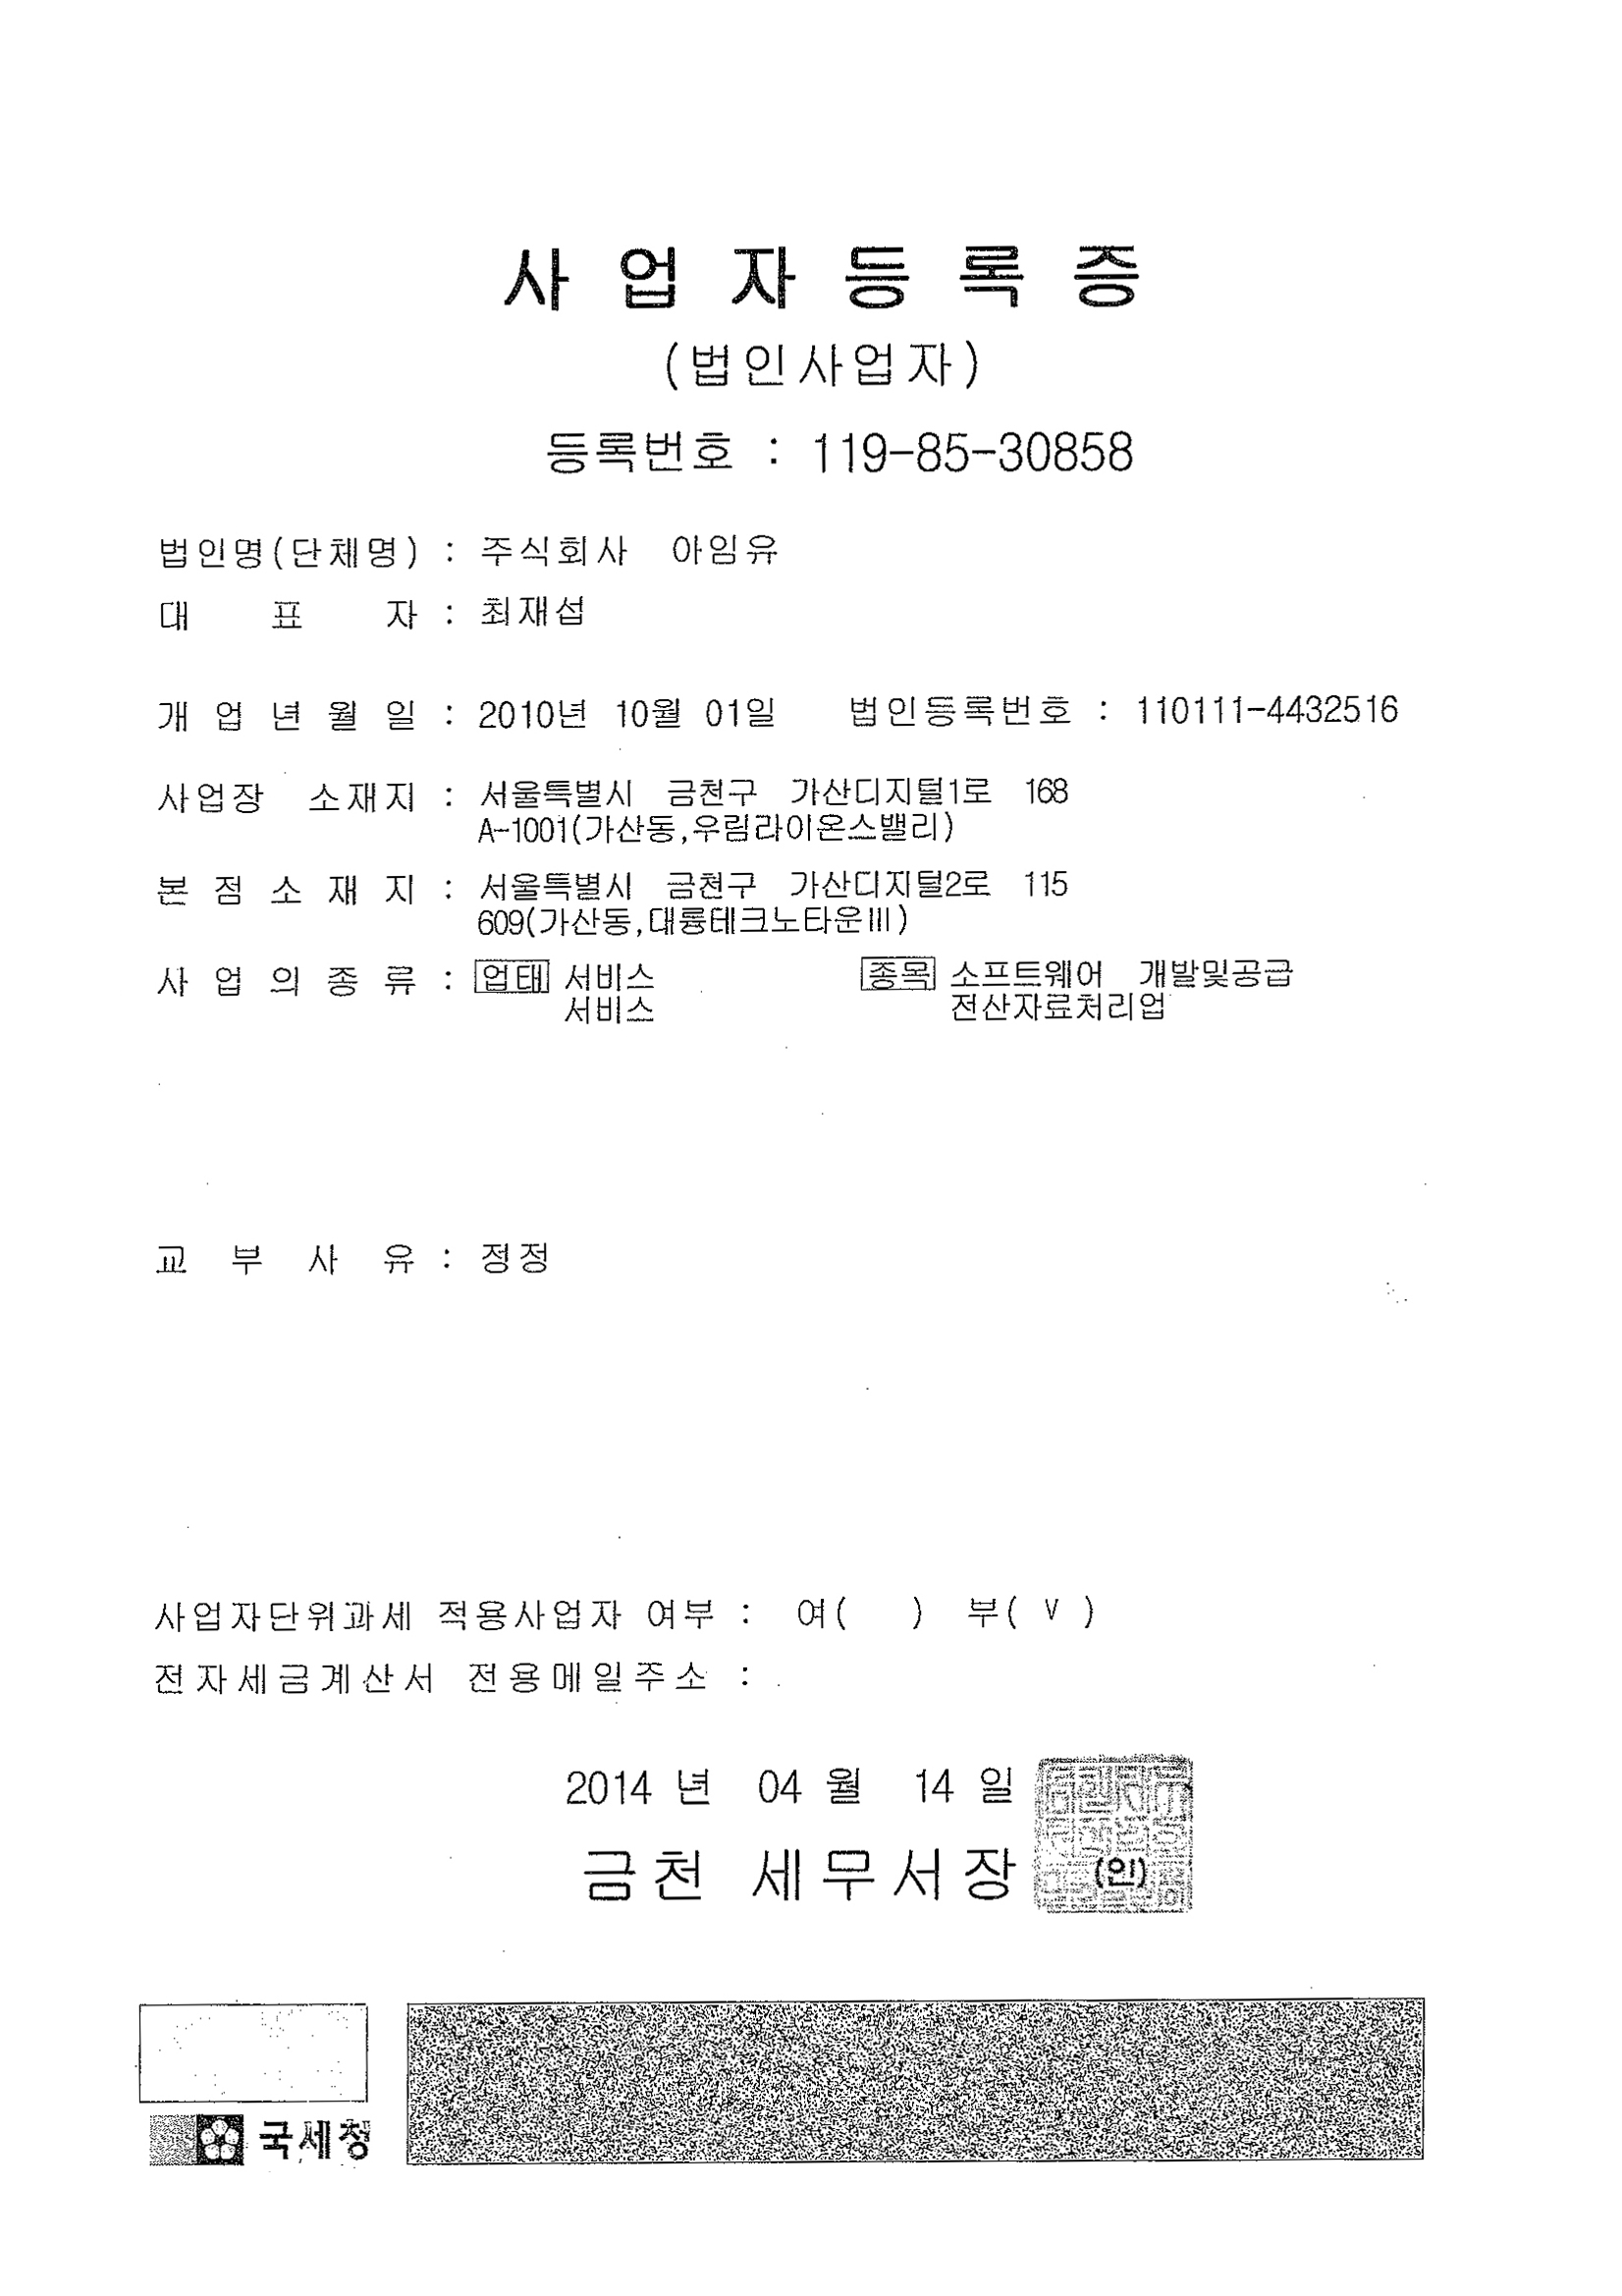 사업자등록증
(법인사업자)
등록번호 : 119-85-30858
법인명(단체명) : 주식회사 아임유
대 표 자 : 최재섭
개 업 년 월 일 : 2010년 10월 01일 법인등록번호 : 110111-4432516
사업장 소재지 : 서울특별시 금천구 가산디지털1로 168
A-1001(가산동,우림라이온스밸리)
본 점 소 재 지 : 서울특별시 금천구 가산디지털2로 115
609(가산동,대륭테크노타운Ⅲ)
사 업 의 종 류 : 업태 서비스 종목 소프트웨어 개발및공급
서비스 전산자료처리업
교 부 사 유 : 정정
사업자단위과세 적용사업자 여부 : 여( ) 부( V )
전자세금계산서 전용메일주소 :
2014 년 04 월 14 일
금천 세무서장 (인)
국세청